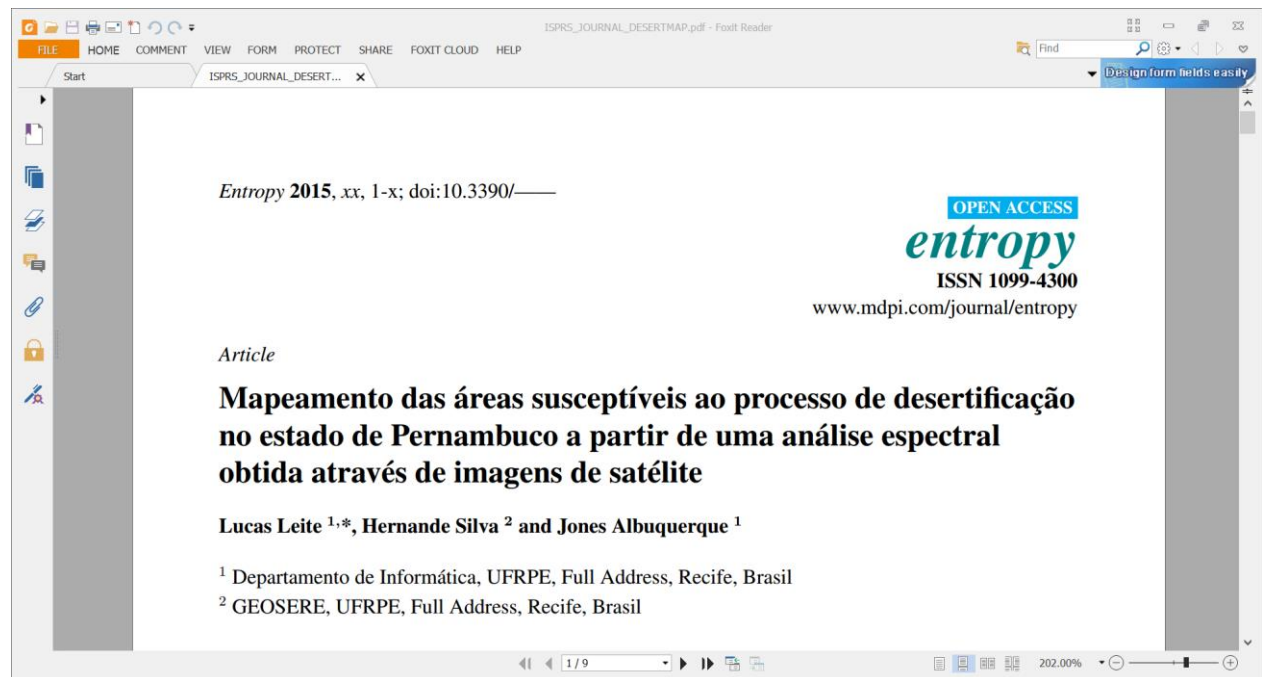 ISPRS_JOURNAL_DESERTMAP.pdf - Foxit Reader
FILE HOME COMMENT VIEW FORM PROTECT SHARE FOXIT CLOUD HELP
Find
Start
ISPRS_JOURNAL_DESERT...
Design form fields easily
Entropy 2015, xx, 1-x; doi:10.3390/——
OPEN ACCESS
entropy
ISSN 1099-4300
www.mdpi.com/journal/entropy
Article
Mapeamento das áreas susceptíveis ao processo de desertificação
no estado de Pernambuco a partir de uma análise espectral
obtida através de imagens de satélite
Lucas Leite 1,*, Hernande Silva 2 and Jones Albuquerque 1
1 Departamento de Informática, UFRPE, Full Address, Recife, Brasil
2 GEOSERE, UFRPE, Full Address, Recife, Brasil
1 / 9
202.00%